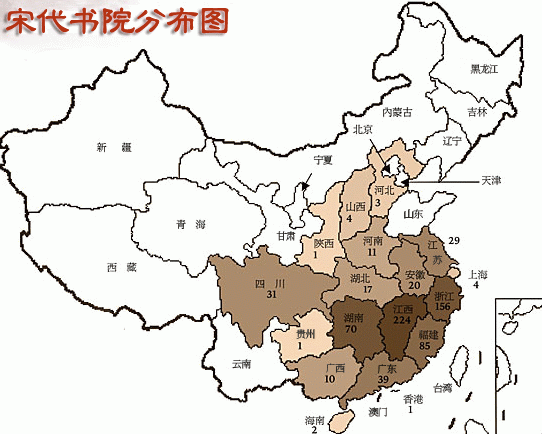 宋代书院分布图
黑龙江
内蒙古
吉林
北京
辽宁
新疆
宁夏
天津
河北
3
山西
4
山东
青海
甘肃
陕西
1
河南
11
江苏
29
西藏
四川
31
湖北
17
安徽
20
上海
4
浙江
156
湖南
70
江西
224
贵州
1
福建
85
云南
广西
10
广东
39
台湾
香港
1
澳门
海南
2